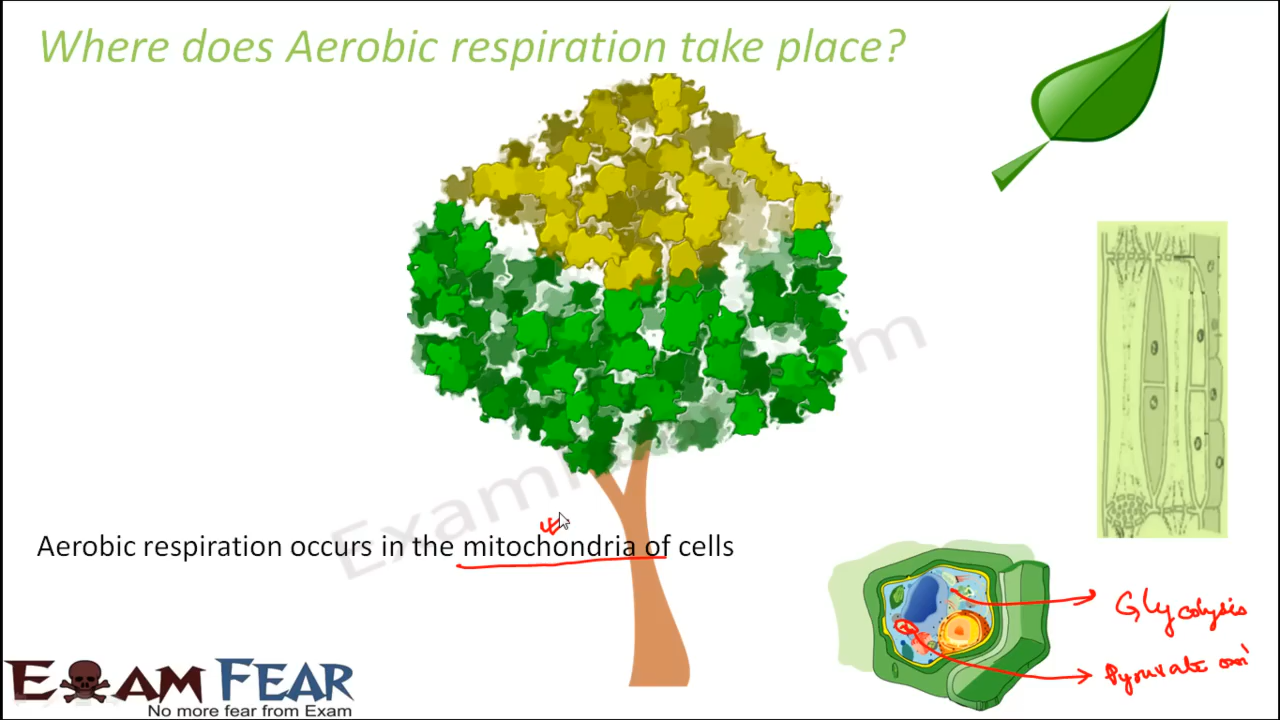 Where does Aerobic respiration take place?
Aerobic respiration occurs in the mitochondria of cells
Glycolysis
Pyruvate
EXAM FEAR
No more fear from Exam